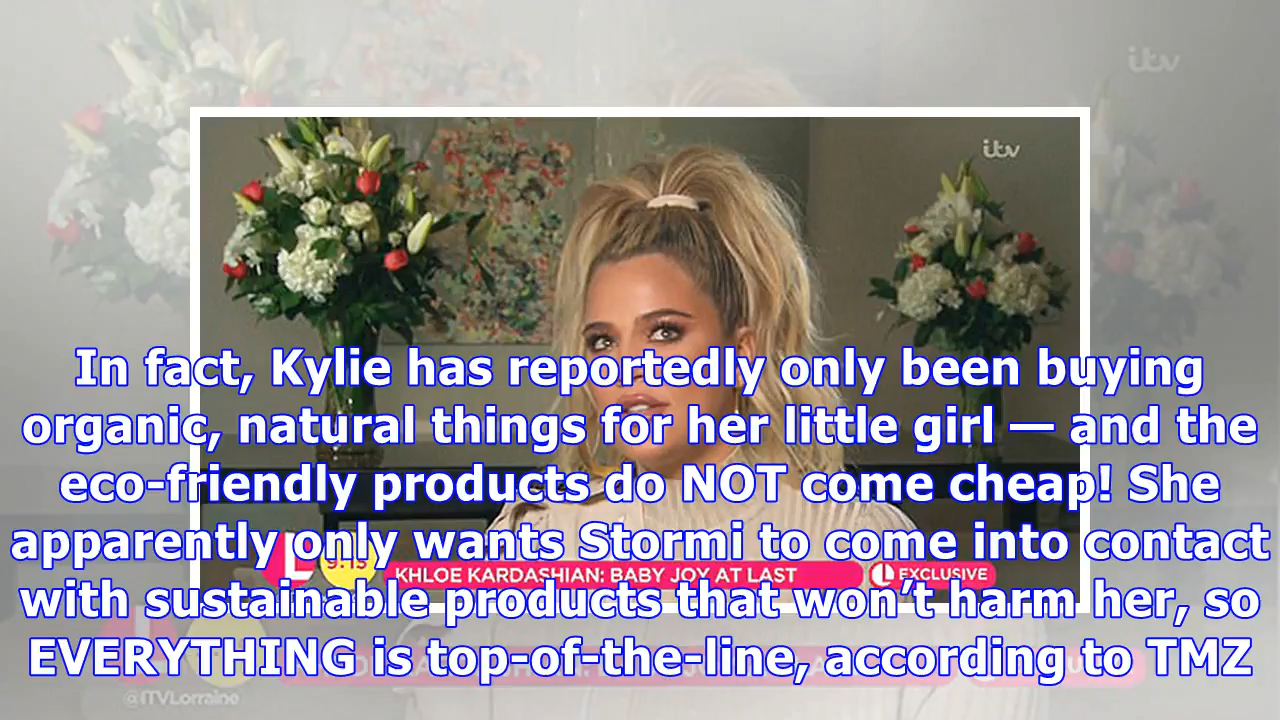 itv
itv
In fact, Kylie has reportedly only been buying
organic, natural things for her little girl — and the
eco-friendly products do NOT come cheap! She
apparently only wants Stormi to come into contact
with sustainable products that won’t harm her, so
EVERYTHING is top-of-the-line, according to TMZ
L 9:15
KHLOE KARDASHIAN: BABY JOY AT LAST
L EXCLUSIVE
@ITVLorraine